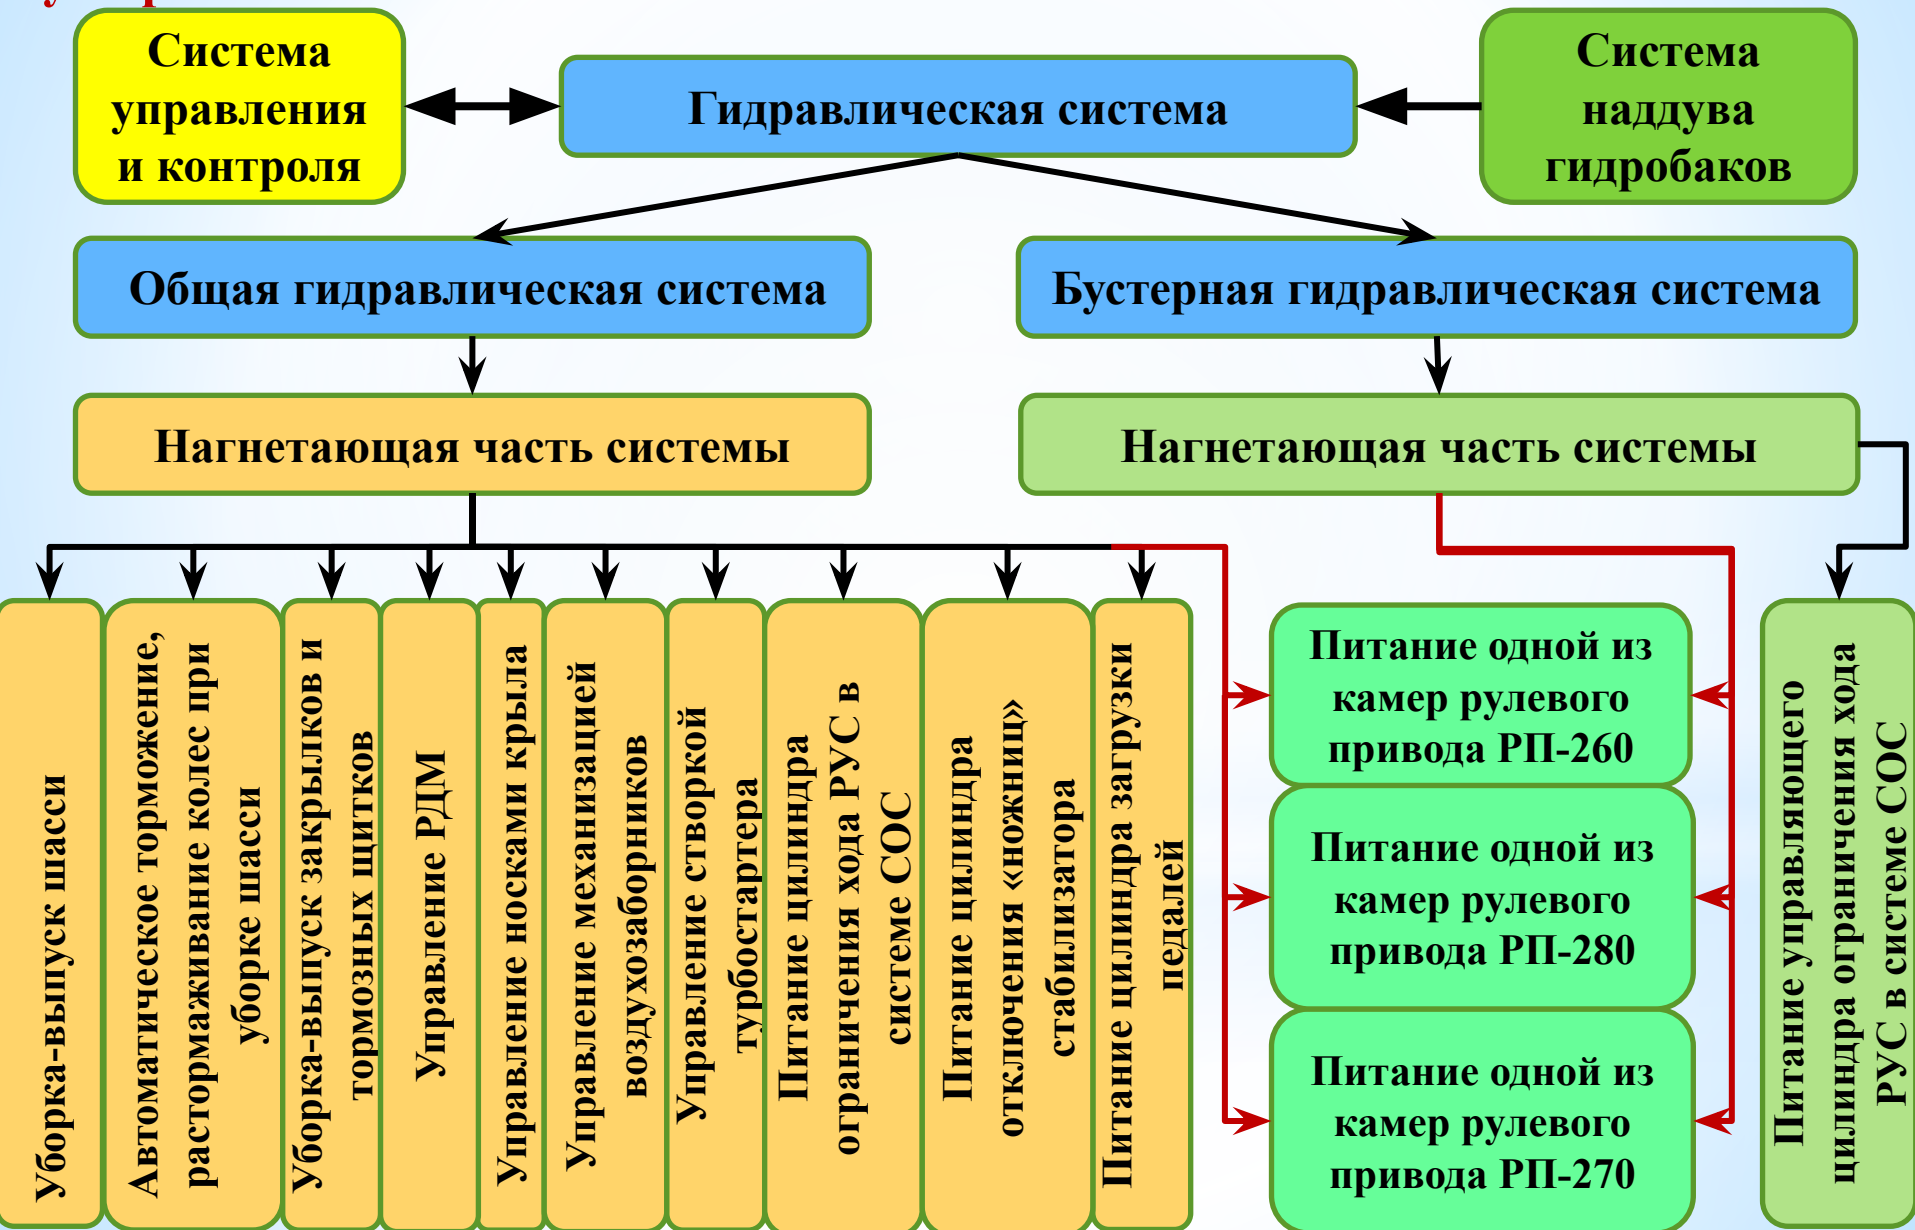 Система
управления
и контроля
Гидравлическая система
Система
наддува
гидробаков
Общая гидравлическая система
Бустерная гидравлическая система
Нагнетающая часть системы
Нагнетающая часть системы
Уборка-выпуск шасси
Автоматическое торможение,
растормаживание колес при
уборке шасси
Уборка-выпуск закрылков и
тормозных щитков
Управление РДМ
Управление носками крыла
Управление механизацией
воздухозаборников
Управление створкой
турбостартера
Питание цилиндра
ограничения хода РУС в
системе СОС
Питание цилиндра
отключения «ножниц»
стабилизатора
Питание цилиндра загрузки
педалей
Питание одной из
камер рулевого
привода РП-260
Питание одной из
камер рулевого
привода РП-280
Питание одной из
камер рулевого
привода РП-270
Питание управляющего
цилиндра ограничения хода
РУС в системе СОС